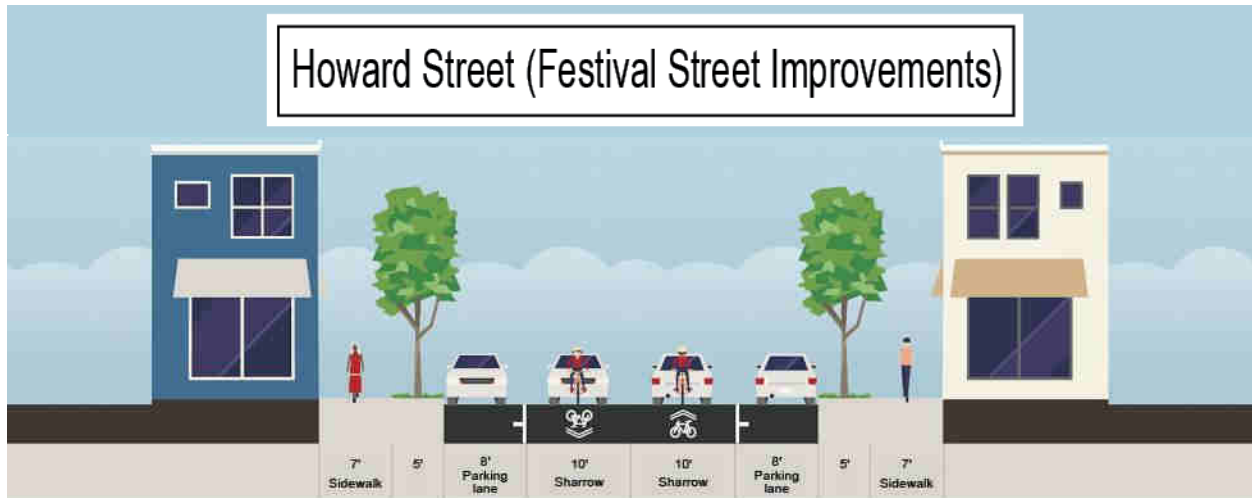 Howard Street (Festival Street Improvements)
7'
Sidewalk
5'
8'
Parking
lane
10'
Sharrow
10'
Sharrow
8'
Parking
lane
5'
7'
Sidewalk